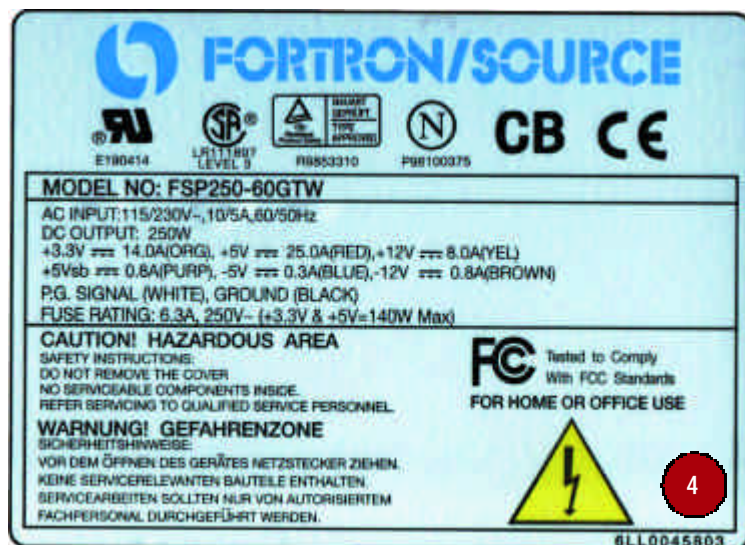 FORTRON/SOURCE
BAUART GEPRÜFT
TYPE APPROVED
E190414
LR111897
LEVEL 3
R9853310
N
P98100375
CB CE
MODEL NO: FSP250-60GTW
AC INPUT:115/230V~,10/5A,60/50Hz
DC OUTPUT: 250W
+3.3V ⎓ 14.0A(ORG), +5V ⎓ 25.0A(RED),+12V ⎓ 8.0A(YEL)
+5Vsb ⎓ 0.8A(PURP), -5V ⎓ 0.3A(BLUE),-12V ⎓ 0.8A(BROWN)
P.G. SIGNAL (WHITE), GROUND (BLACK)
FUSE RATING: 6.3A, 250V~ (+3.3V & +5V=140W Max)
CAUTION! HAZARDOUS AREA
SAFETY INSTRUCTIONS:
DO NOT REMOVE THE COVER
NO SERVICEABLE COMPONENTS INSIDE.
REFER SERVICING TO QUALIFIED SERVICE PERSONNEL.
WARNUNG! GEFAHRENZONE
SICHERHEITSHINWEISE:
VOR DEM ÖFFNEN DES GERÄTES NETZSTECKER ZIEHEN.
KEINE SERVICERELEVANTEN BAUTEILE ENTHALTEN.
SERVICEARBEITEN SOLLTEN NUR VON AUTORISIERTEM
FACHPERSONAL DURCHGEFÜHRT WERDEN.
FC Tested to Comply
With FCC Standards
FOR HOME OR OFFICE USE
4
6LL0045803